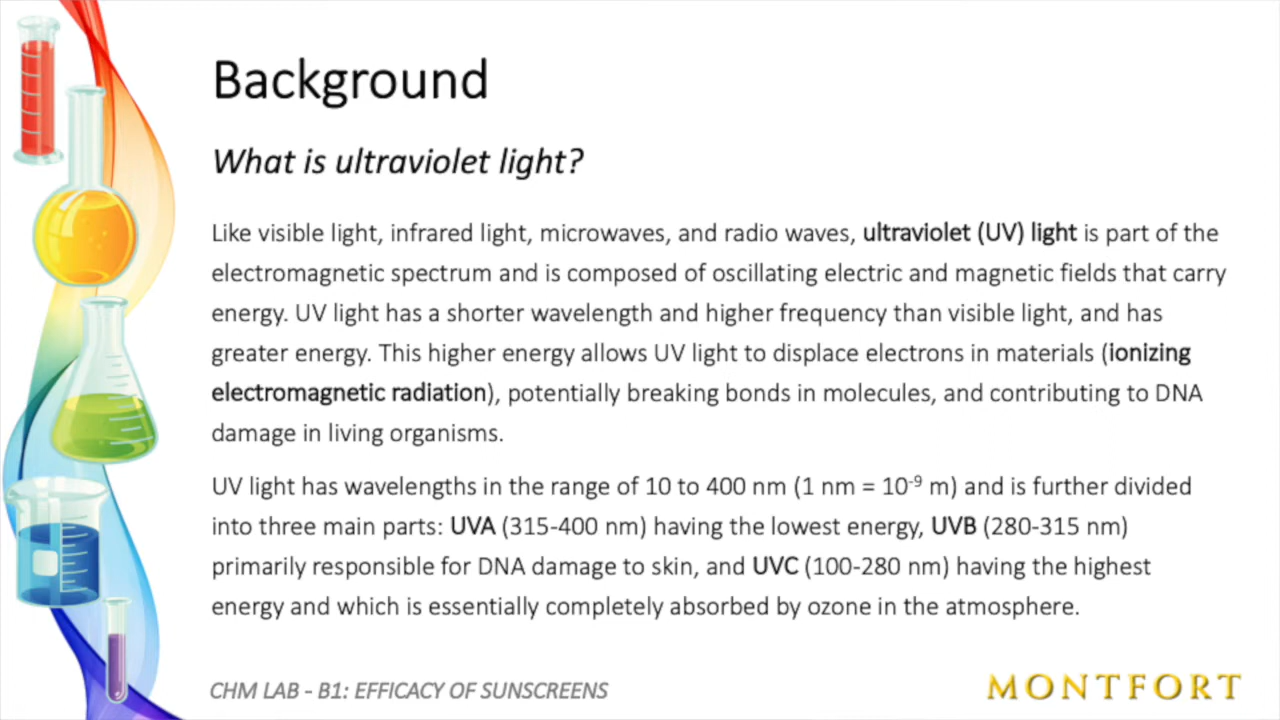 Background
What is ultraviolet light?
Like visible light, infrared light, microwaves, and radio waves, ultraviolet (UV) light is part of the
electromagnetic spectrum and is composed of oscillating electric and magnetic fields that carry
energy. UV light has a shorter wavelength and higher frequency than visible light, and has
greater energy. This higher energy allows UV light to displace electrons in materials (ionizing
electromagnetic radiation), potentially breaking bonds in molecules, and contributing to DNA
damage in living organisms.
UV light has wavelengths in the range of 10 to 400 nm (1 nm = 10⁻⁹ m) and is further divided
into three main parts: UVA (315-400 nm) having the lowest energy, UVB (280-315 nm)
primarily responsible for DNA damage to skin, and UVC (100-280 nm) having the highest
energy and which is essentially completely absorbed by ozone in the atmosphere.
CHM LAB - B1: EFFICACY OF SUNSCREENS
MONTFORT